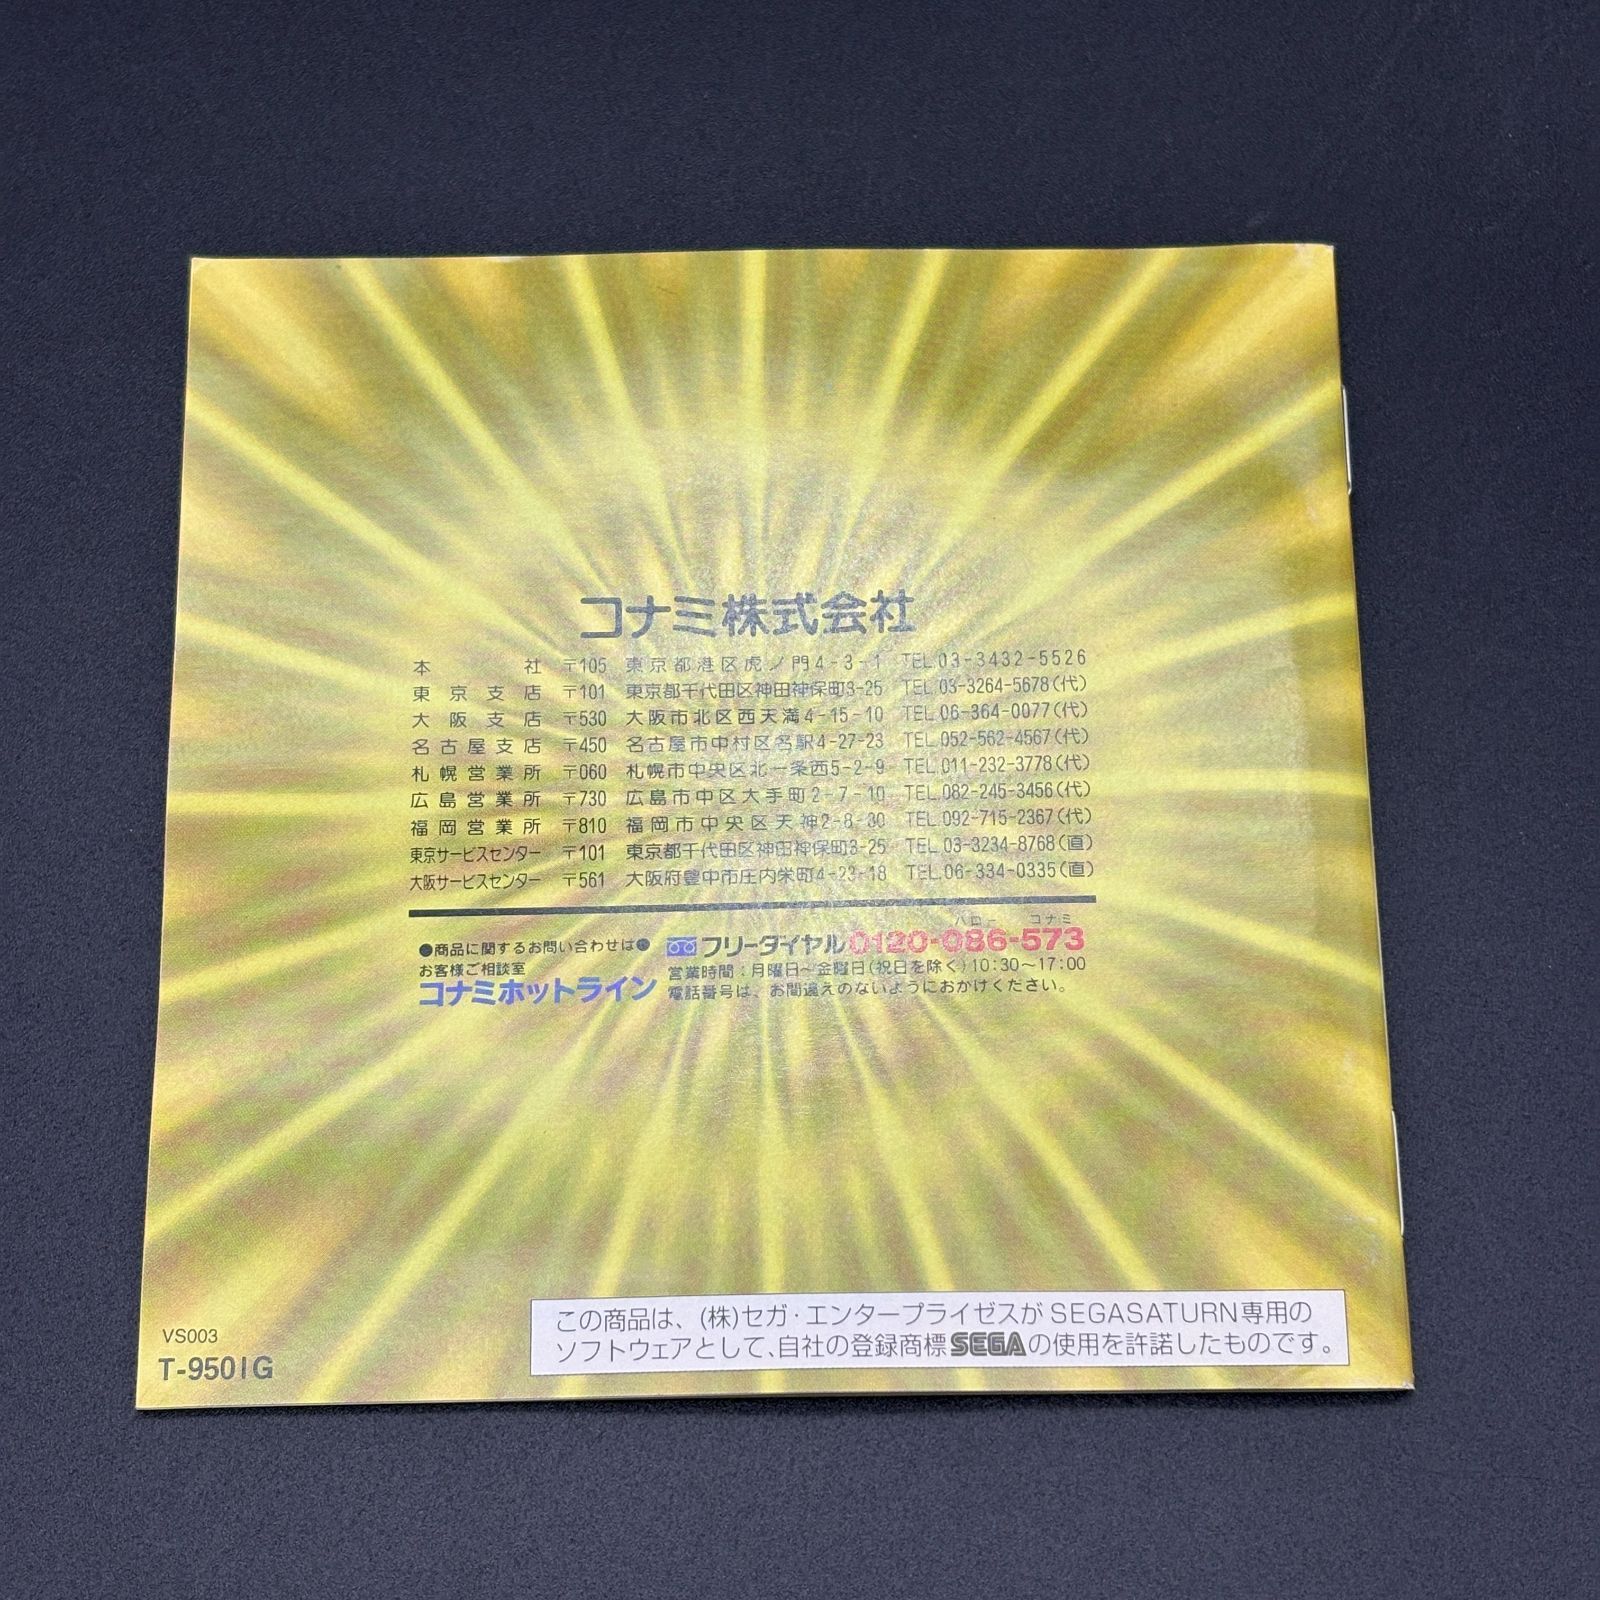 コナミ株式会社
本社 〒105 東京都港区虎ノ門4-3-1 TEL.03-3432-5526
東京支店 〒101 東京都千代田区神田神保町3-25 TEL.03-3264-5678(代)
大阪支店 〒530 大阪市北区西天満4-15-10 TEL.06-364-0077(代)
名古屋支店 〒450 名古屋市中村区名駅4-27-23 TEL.052-562-4567(代)
札幌営業所 〒060 札幌市中央区北一条西5-2-9 TEL.011-232-3778(代)
広島営業所 〒730 広島市中区大手町2-7-10 TEL.082-245-3456(代)
福岡営業所 〒810 福岡市中央区天神2-8-30 TEL.092-715-2367(代)
東京サービスセンター 〒101 東京都千代田区神田神保町3-25 TEL.03-3234-8768(直)
大阪サービスセンター 〒561 大阪府豊中市庄内栄町4-23-18 TEL.06-334-0335(直)
ハロー コナミ
●商品に関するお問い合わせは● フリーダイヤル0120-086-573
お客様ご相談室 営業時間:月曜日~金曜日(祝日を除く)10:30~17:00
コナミホットライン 電話番号は、お間違えのないようにおかけください。
この商品は、(株)セガ・エンタープライゼスがSEGASATURN専用の
ソフトウェアとして、自社の登録商標SEGAの使用を許諾したものです。
VS003
T-9501G